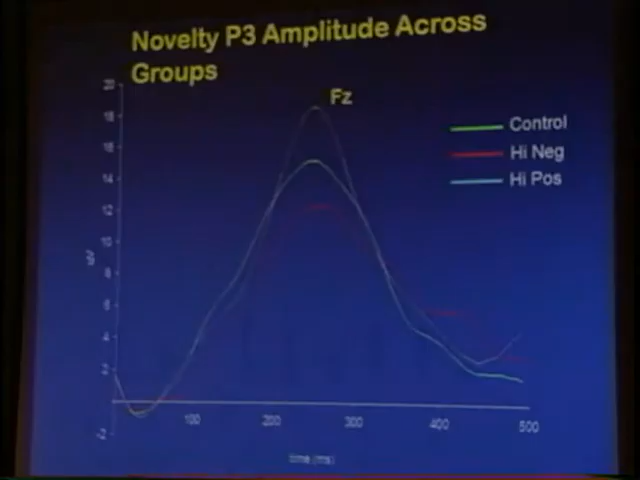 Novelty P3 Amplitude Across
Groups
Fz
Control
Hi Neg
Hi Pos
20
18
16
14
12
10
8
6
4
2
-2
uV
100
200
300
400
500
time (ms)